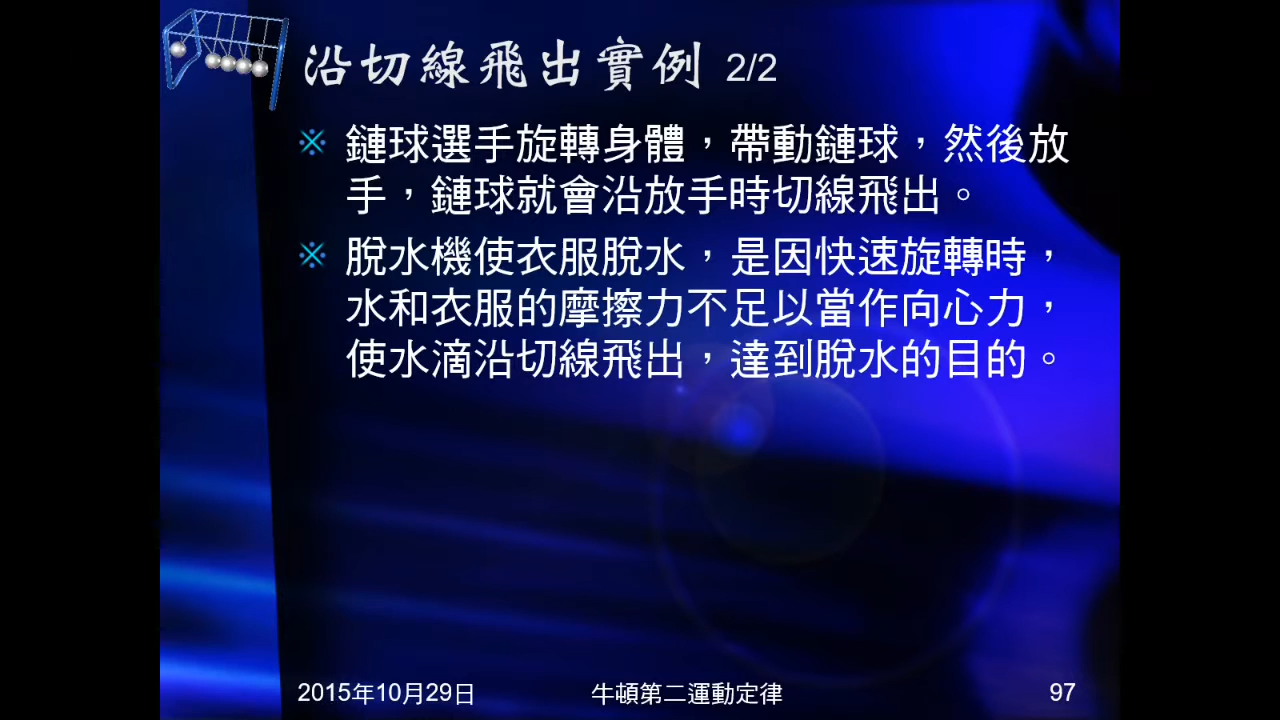 沿切線飛出實例 2/2
※ 鏈球選手旋轉身體，帶動鏈球，然後放
手，鏈球就會沿放手時切線飛出。
※ 脫水機使衣服脫水，是因快速旋轉時，
水和衣服的摩擦力不足以當作向心力，
使水滴沿切線飛出，達到脫水的目的。
2015年10月29日
牛頓第二運動定律
97